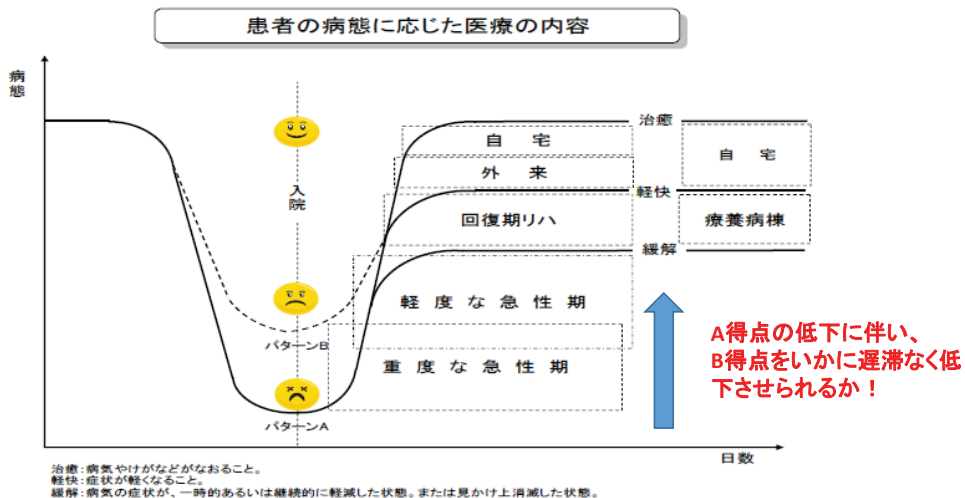 患者の病態に応じた医療の内容
病態
入院
治癒
自宅
自宅
外来
軽快
回復期リハ
療養病棟
緩解
軽度な急性期
パターンB
重度な急性期
パターンA
A得点の低下に伴い、
B得点をいかに遅滞なく低
下させられるか！
日数
治癒：病気やけがなどがなおること。
軽快：症状が軽くなること。
緩解：病気の症状が、一時的あるいは継続的に軽減した状態。または見かけ上消滅した状態。